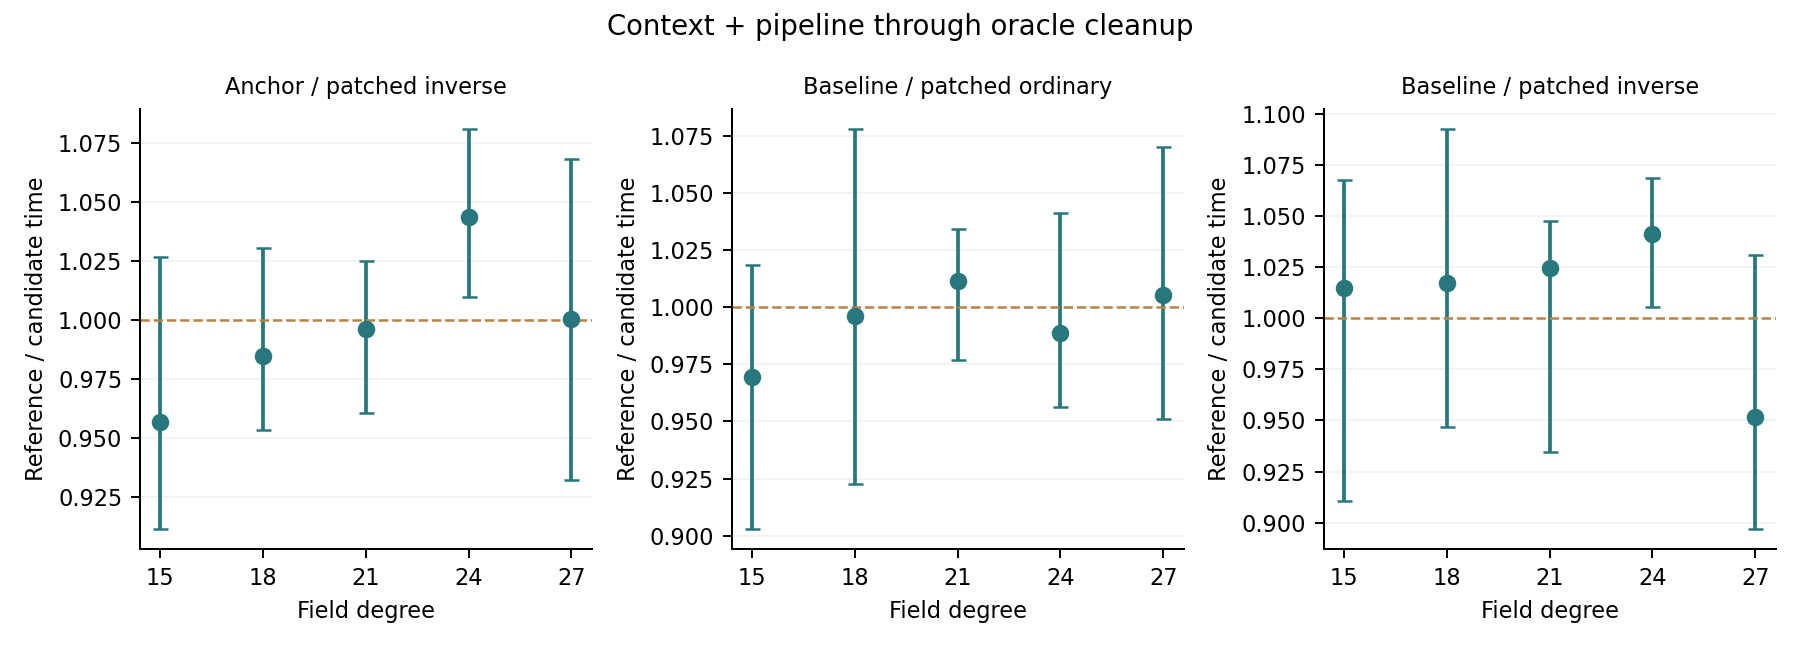 Context + pipeline through oracle cleanup
Anchor / patched inverse
Reference / candidate time
1.075
1.050
1.025
1.000
0.975
0.950
0.925
15 18 21 24 27
Field degree
Baseline / patched ordinary
Reference / candidate time
1.075
1.050
1.025
1.000
0.975
0.950
0.925
0.900
15 18 21 24 27
Field degree
Baseline / patched inverse
Reference / candidate time
1.100
1.075
1.050
1.025
1.000
0.975
0.950
0.925
0.900
15 18 21 24 27
Field degree